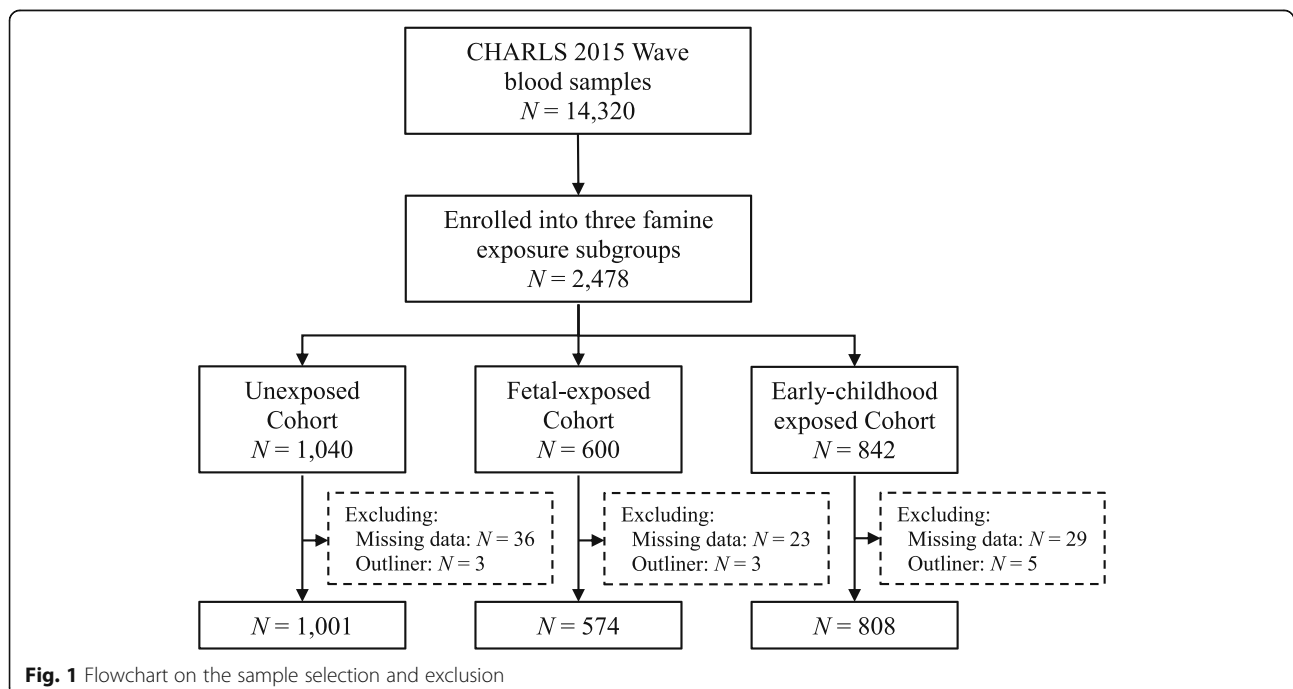 CHARLS 2015 Wave
blood samples
N = 14,320
Enrolled into three famine
exposure subgroups
N = 2,478
Unexposed
Cohort
N = 1,040
Fetal-exposed
Cohort
N = 600
Early-childhood
exposed Cohort
N = 842
Excluding:
Missing data: N = 36
Outliner: N = 3
Excluding:
Missing data: N = 23
Outliner: N = 3
Excluding:
Missing data: N = 29
Outliner: N = 5
N = 1,001
N = 574
N = 808
Fig. 1 Flowchart on the sample selection and exclusion